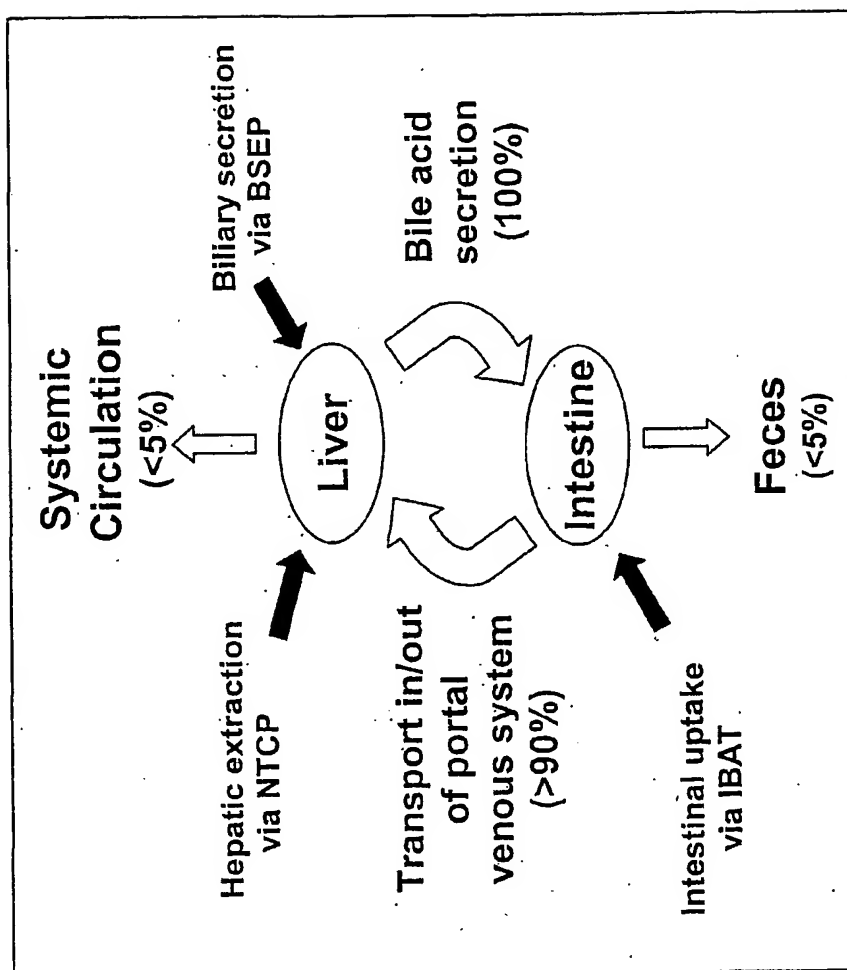 Systemic
Circulation
(<5%)
Hepatic extraction
via NTCP
Biliary secretion
via BSEP
Liver
Transport in/out
of portal
venous system
(>90%)
Bile acid
secretion
(100%)
Intestine
Intestinal uptake
via IBAT
Feces
(<5%)